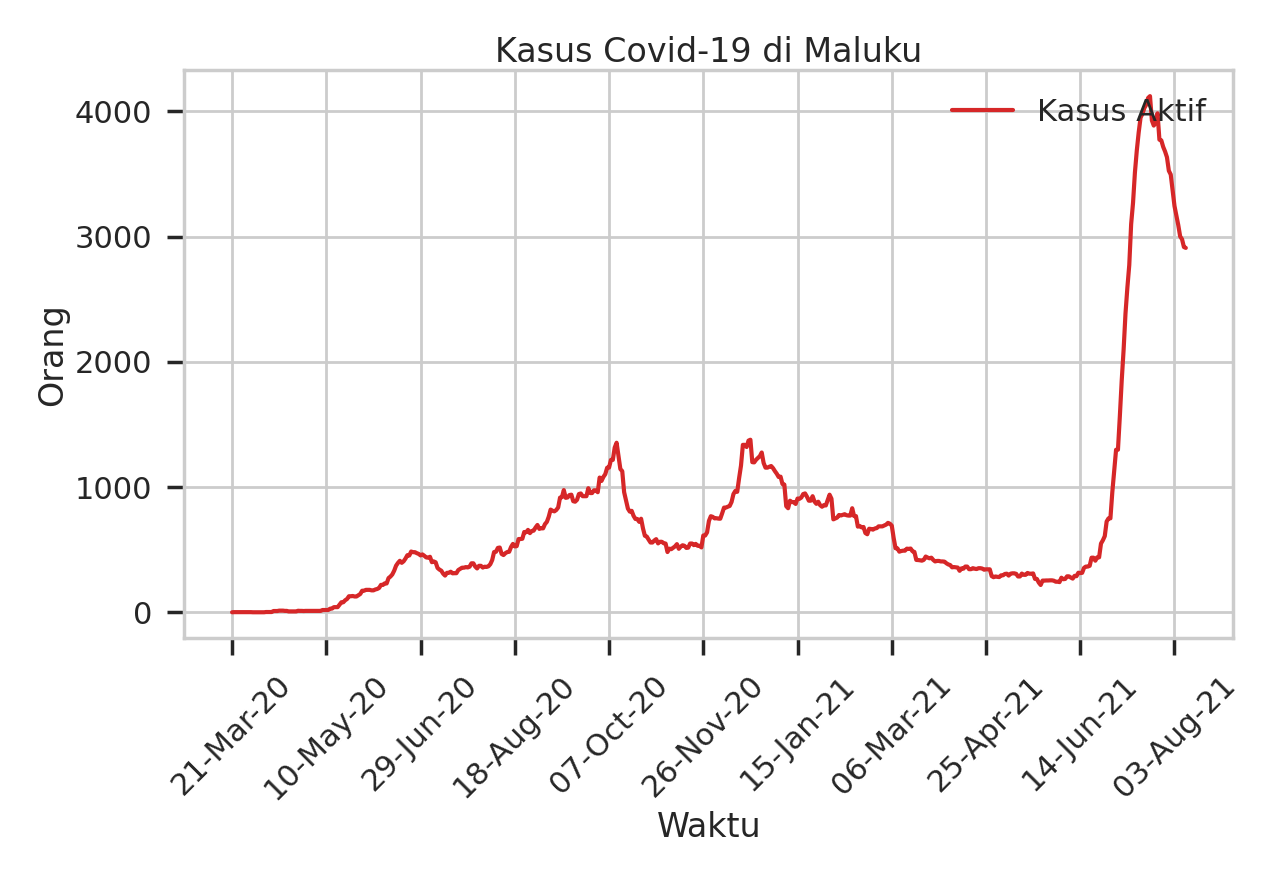 Kasus Covid-19 di Maluku
Kasus Aktif
4000
3000
2000
1000
0
Orang
21-Mar-20
10-May-20
29-Jun-20
18-Aug-20
07-Oct-20
26-Nov-20
15-Jan-21
06-Mar-21
25-Apr-21
14-Jun-21
03-Aug-21
Waktu